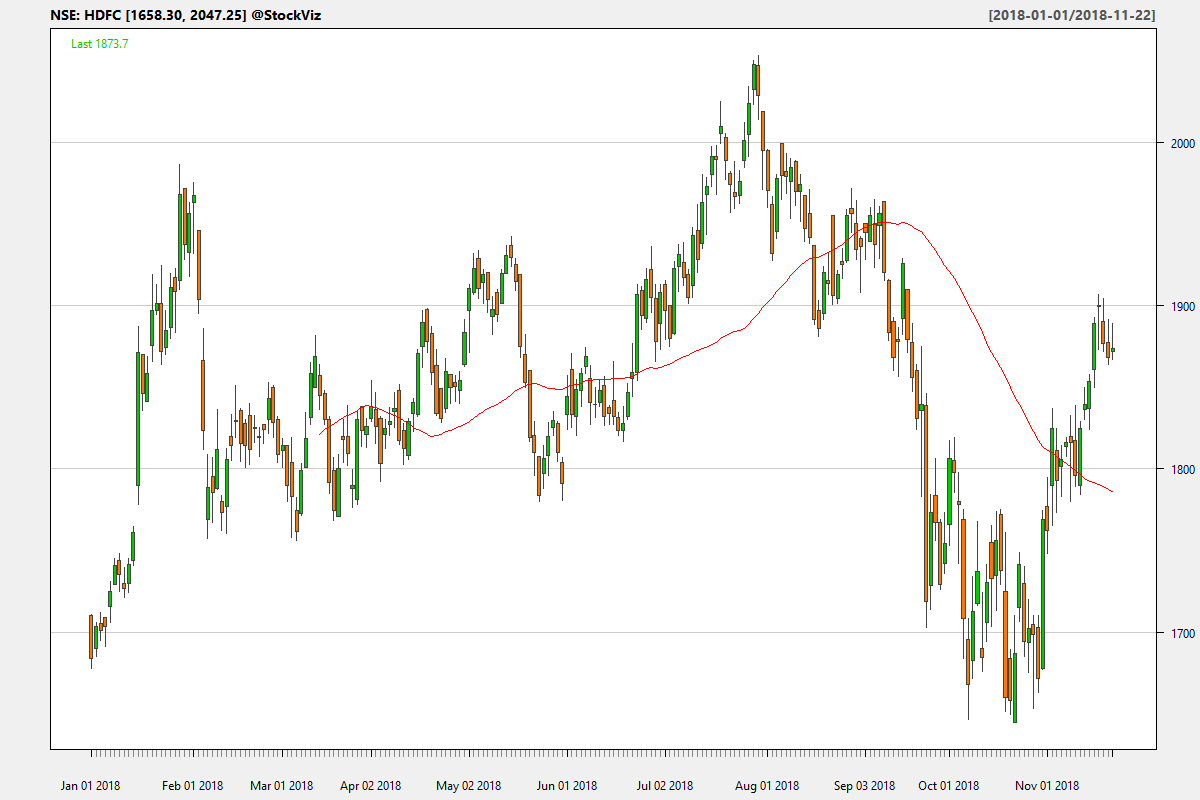 NSE: HDFC [1658.30, 2047.25] @StockViz
[2018-01-01/2018-11-22]
Last 1873.7
2000
1900
1800
1700
Jan 01 2018 Feb 01 2018 Mar 01 2018 Apr 02 2018 May 02 2018 Jun 01 2018 Jul 02 2018 Aug 01 2018 Sep 03 2018 Oct 01 2018 Nov 01 2018